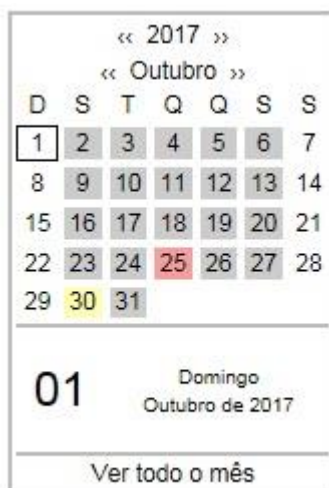 ‹‹ 2017 ››
‹‹ Outubro ››
D S T Q Q S S
1 2 3 4 5 6 7
8 9 10 11 12 13 14
15 16 17 18 19 20 21
22 23 24 25 26 27 28
29 30 31
01
Domingo
Outubro de 2017
Ver todo o mês